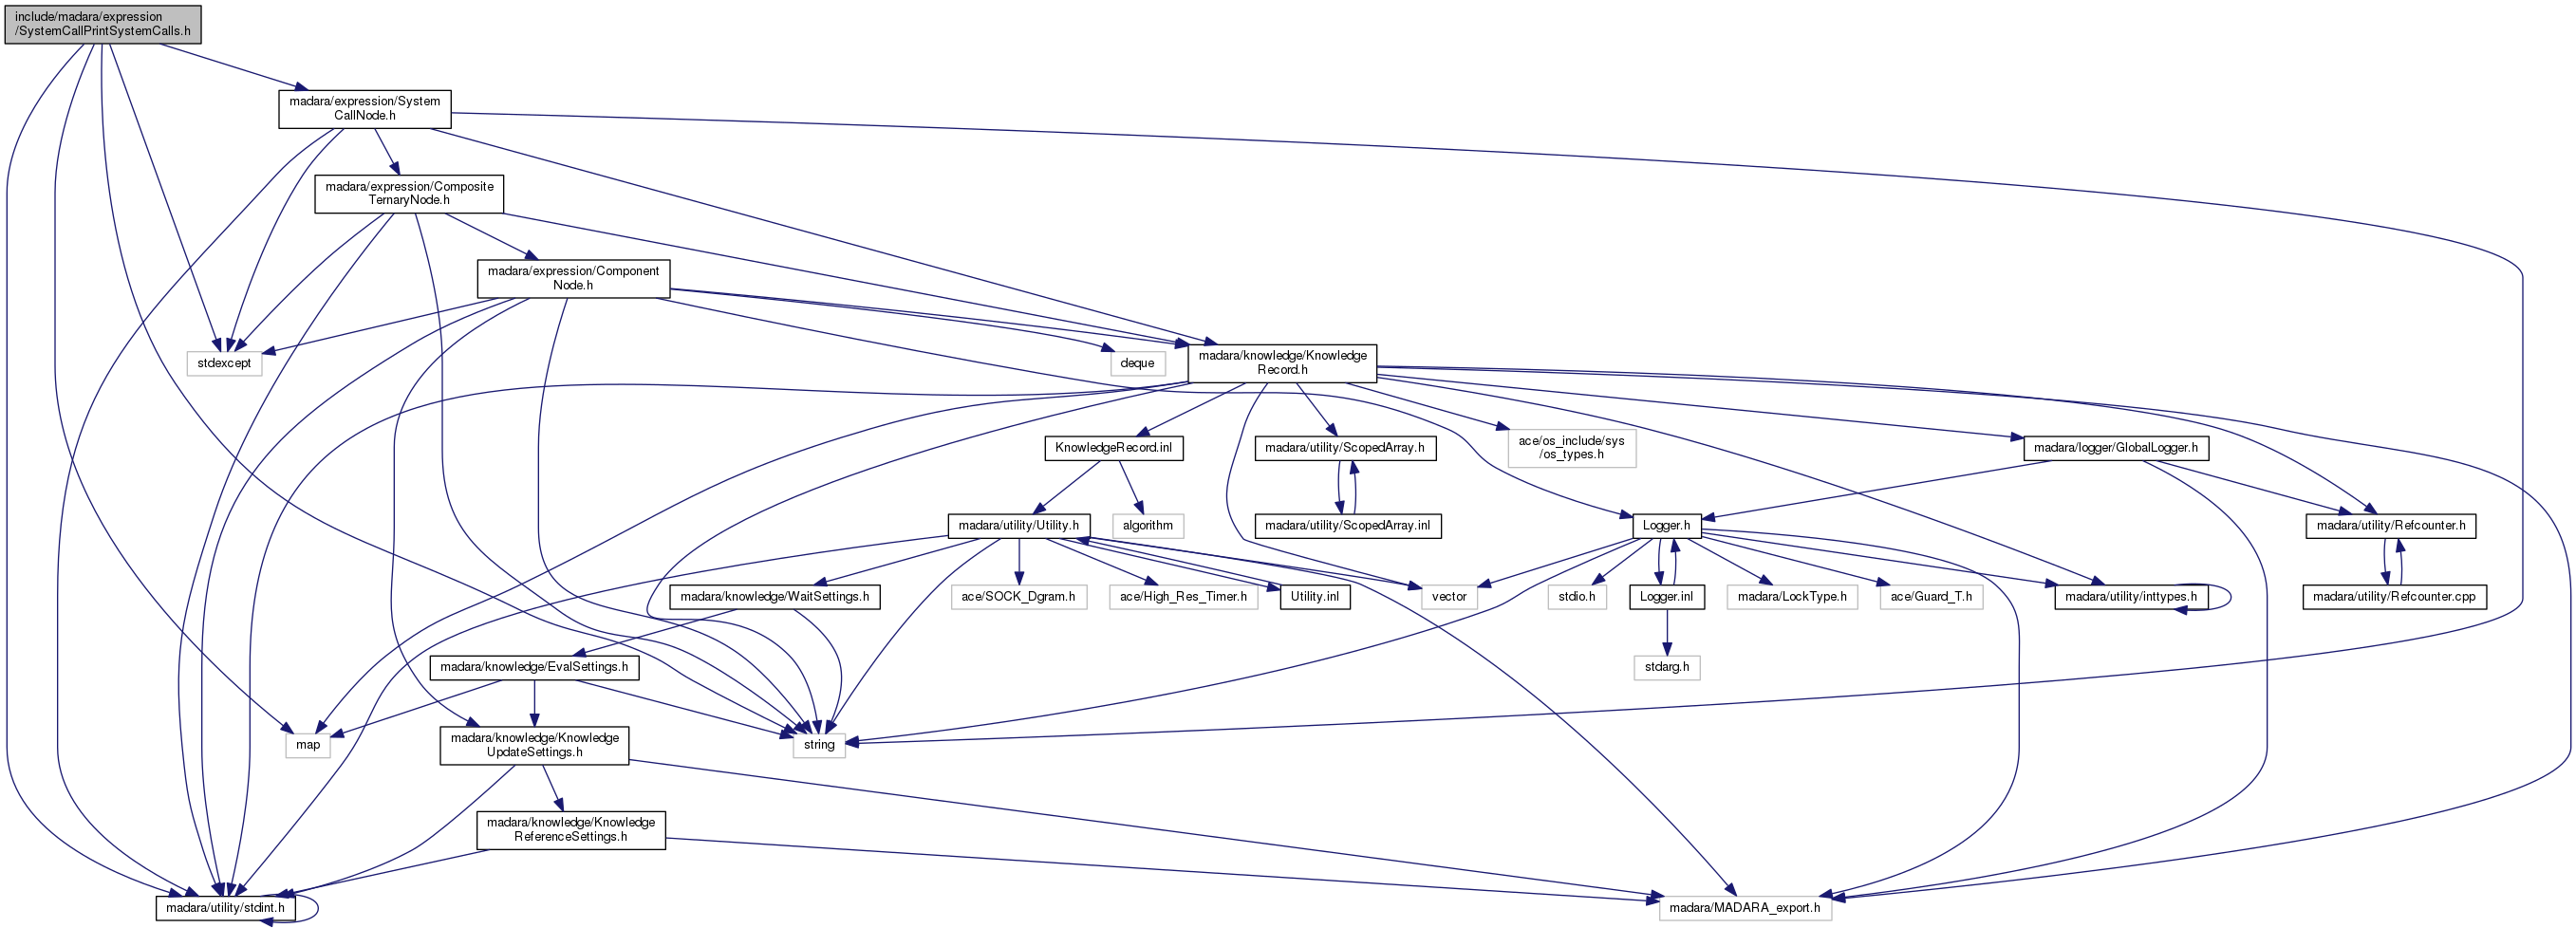 include/madara/expression
/SystemCallPrintSystemCalls.h
madara/expression/System
CallNode.h
madara/expression/Composite
TernaryNode.h
madara/expression/Component
Node.h
stdexcept
deque
madara/knowledge/Knowledge
Record.h
KnowledgeRecord.inl
madara/utility/ScopedArray.h
ace/os_include/sys
/os_types.h
madara/logger/GlobalLogger.h
madara/utility/Utility.h
algorithm
madara/utility/ScopedArray.inl
Logger.h
madara/utility/Refcounter.h
madara/knowledge/WaitSettings.h
ace/SOCK_Dgram.h
ace/High_Res_Timer.h
Utility.inl
vector
stdio.h
Logger.inl
madara/LockType.h
ace/Guard_T.h
madara/utility/inttypes.h
madara/utility/Refcounter.cpp
madara/knowledge/EvalSettings.h
stdarg.h
map
madara/knowledge/Knowledge
UpdateSettings.h
string
madara/knowledge/Knowledge
ReferenceSettings.h
madara/utility/stdint.h
madara/MADARA_export.h